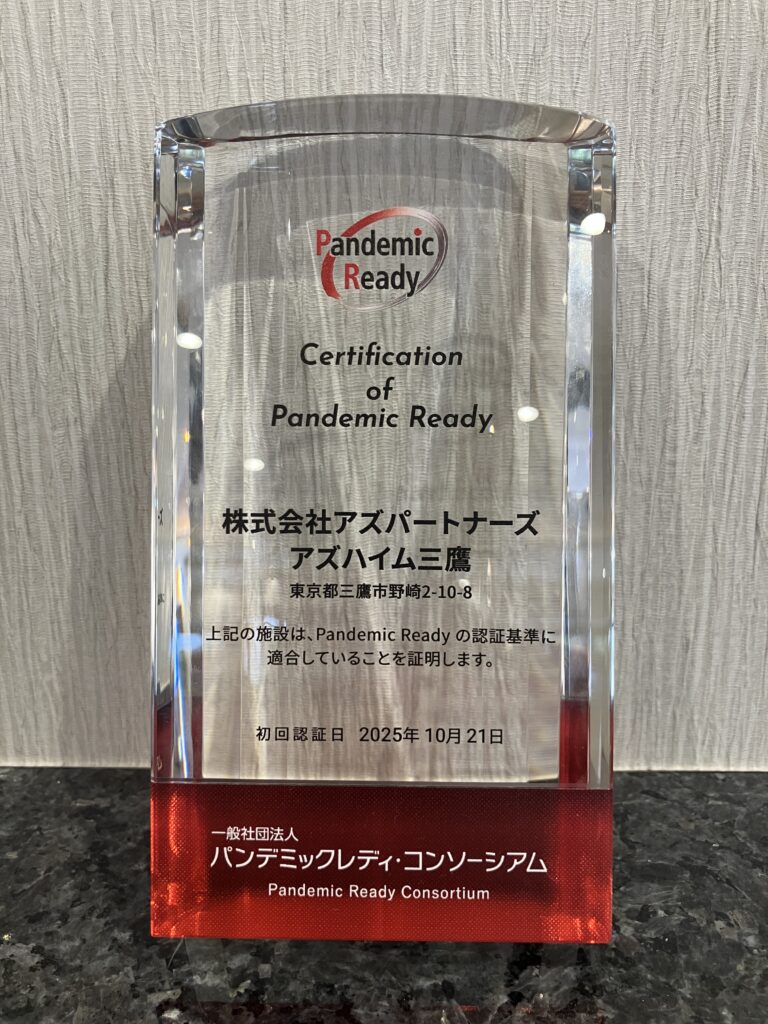 Pandemic
Ready
Certification
of
Pandemic Ready
株式会社アズパートナーズ
アズハイム三鷹
東京都三鷹市野崎2-10-8
上記の施設は、Pandemic Ready の認証基準に
適合していることを証明します。
初回認証日 2025年 10月 21日
一般社団法人
パンデミックレディ・コンソーシアム
Pandemic Ready Consortium